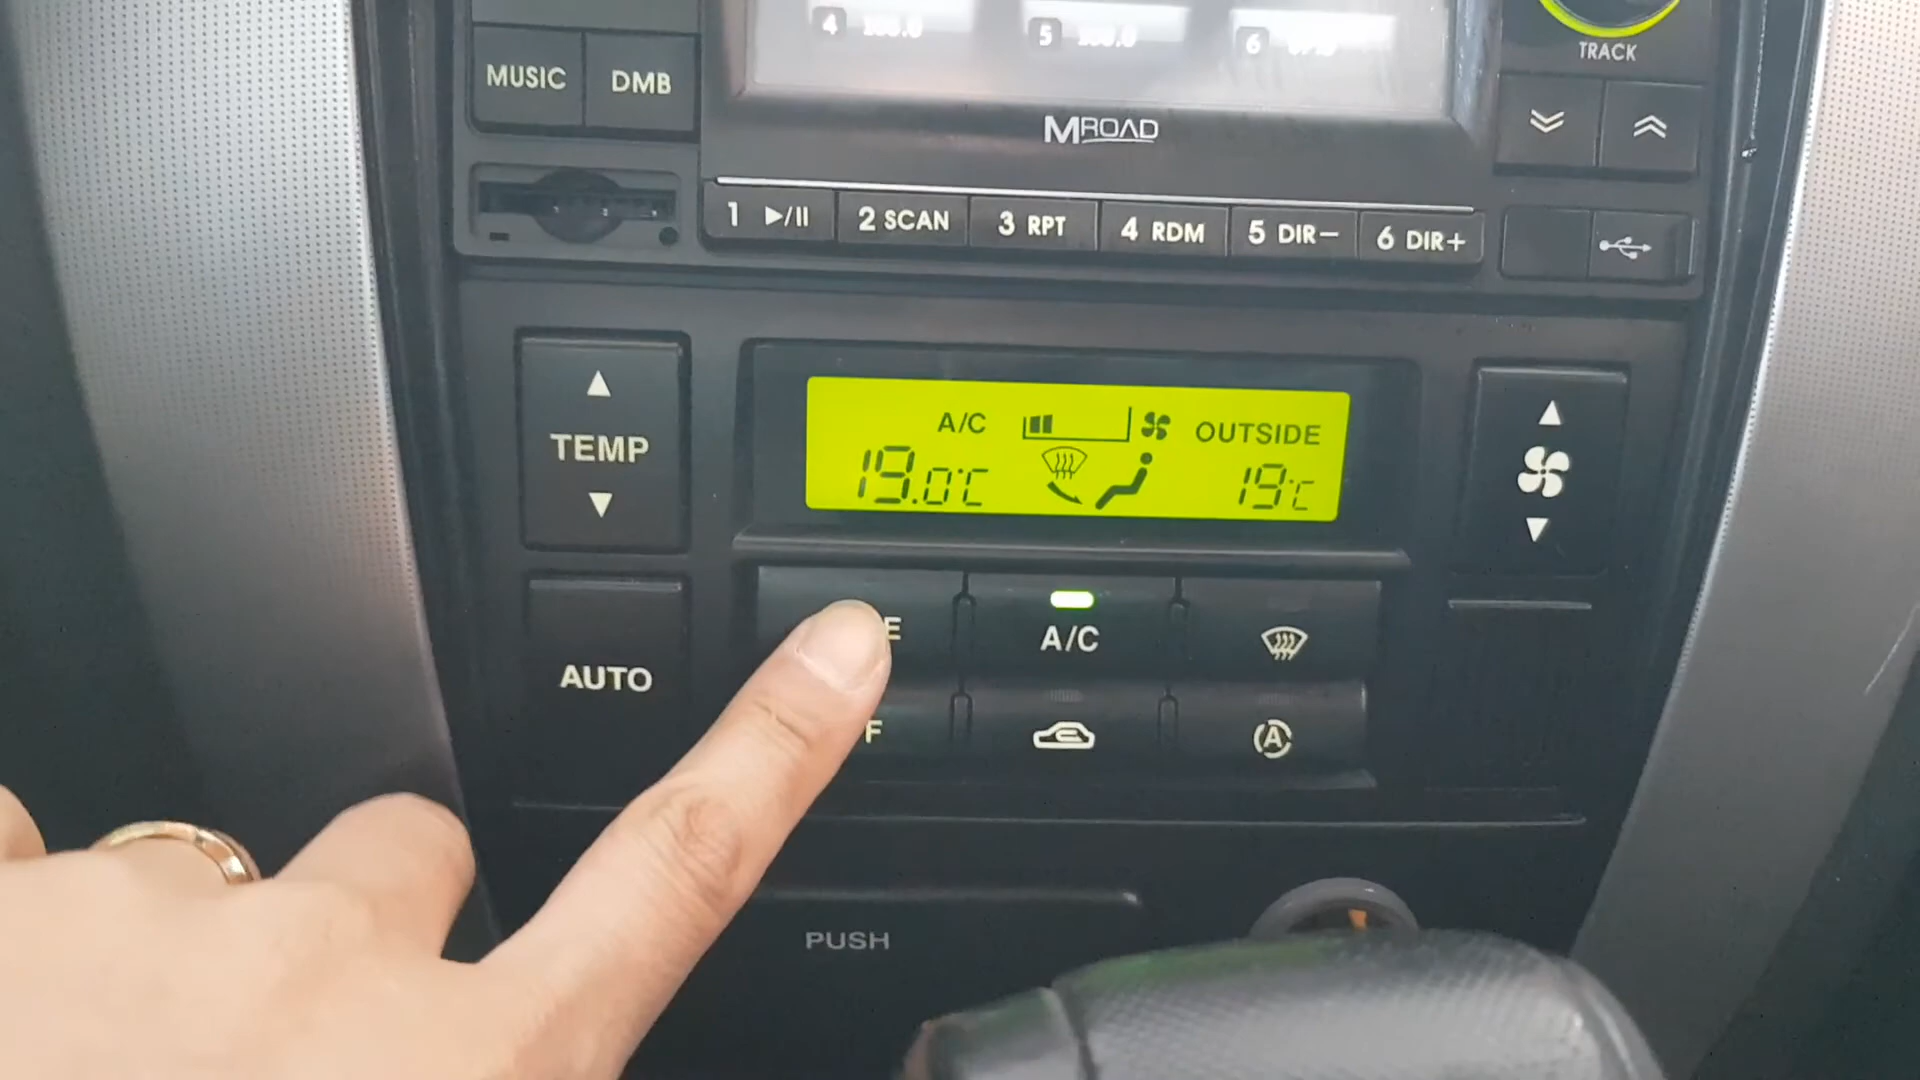 4
5
6
TRACK
MUSIC DMB
MROAD
1 ▶/II 2 SCAN 3 RPT 4 RDM 5 DIR− 6 DIR+
A/C OUTSIDE
19.0°C 19°C
TEMP
AUTO
E A/C
F A
PUSH